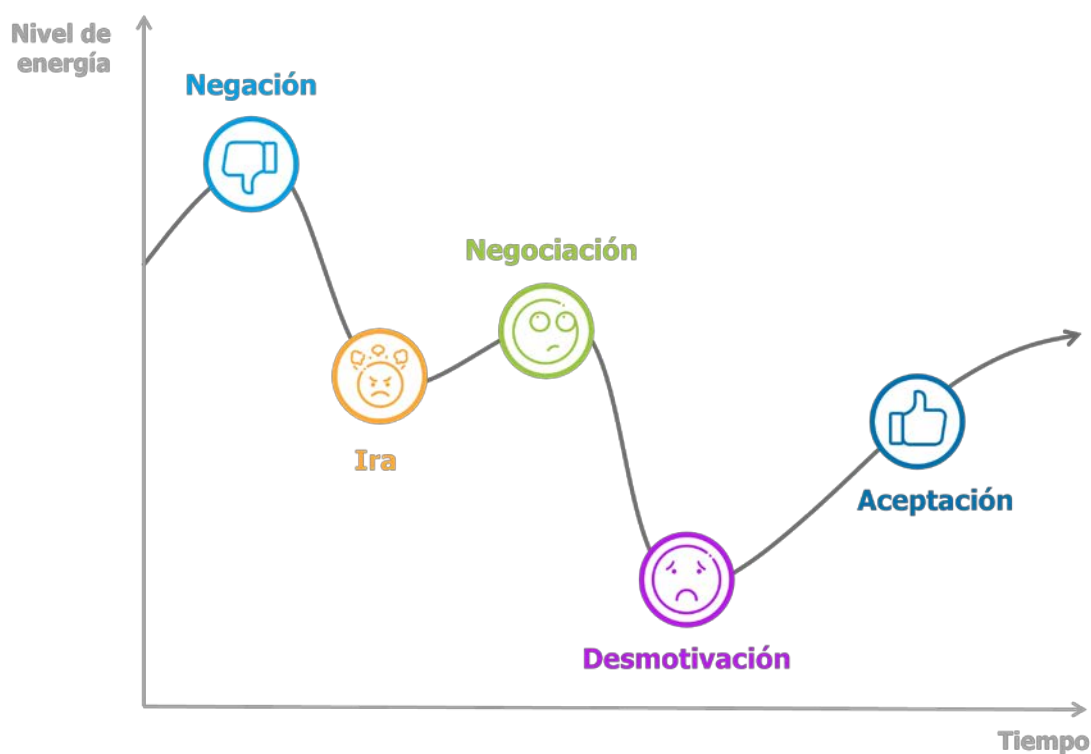 Nivel de
energía
Negación
Negociación
Ira
Aceptación
Desmotivación
Tiempo